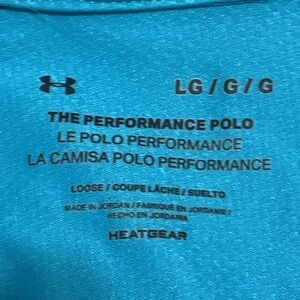 LG / G / G
THE PERFORMANCE POLO
LE POLO PERFORMANCE
LA CAMISA POLO PERFORMANCE
LOOSE / COUPE LÂCHE / SUELTO
MADE IN JORDAN / FABRIQUÉ EN JORDANIE /
HECHO EN JORDANIA
HEATGEAR